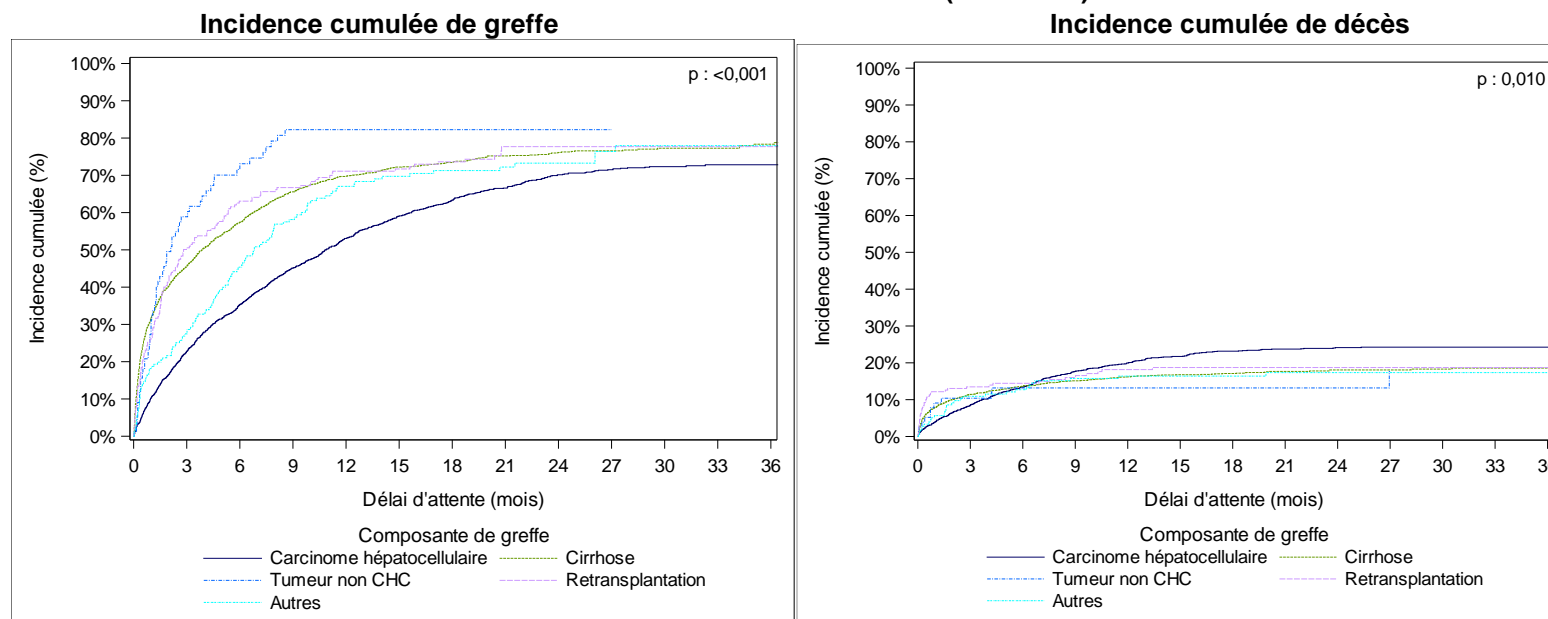 Incidence cumulée de greffe
100%
p : <0,001
90%
80%
70%
60%
50%
40%
30%
20%
10%
0%
Incidence cumulée (%)
0 3 6 9 12 15 18 21 24 27 30 33 36
Délai d'attente (mois)
Composante de greffe
Carcinome hépatocellulaire Cirrhose
Tumeur non CHC Retransplantation
Autres
Incidence cumulée de décès
100%
p : 0,010
90%
80%
70%
60%
50%
40%
30%
20%
10%
0%
Incidence cumulée (%)
0 3 6 9 12 15 18 21 24 27 30 33
Délai d'attente (mois)
Composante de greffe
Carcinome hépatocellulaire Cirrhose
Tumeur non CHC Retransplantation
Autres